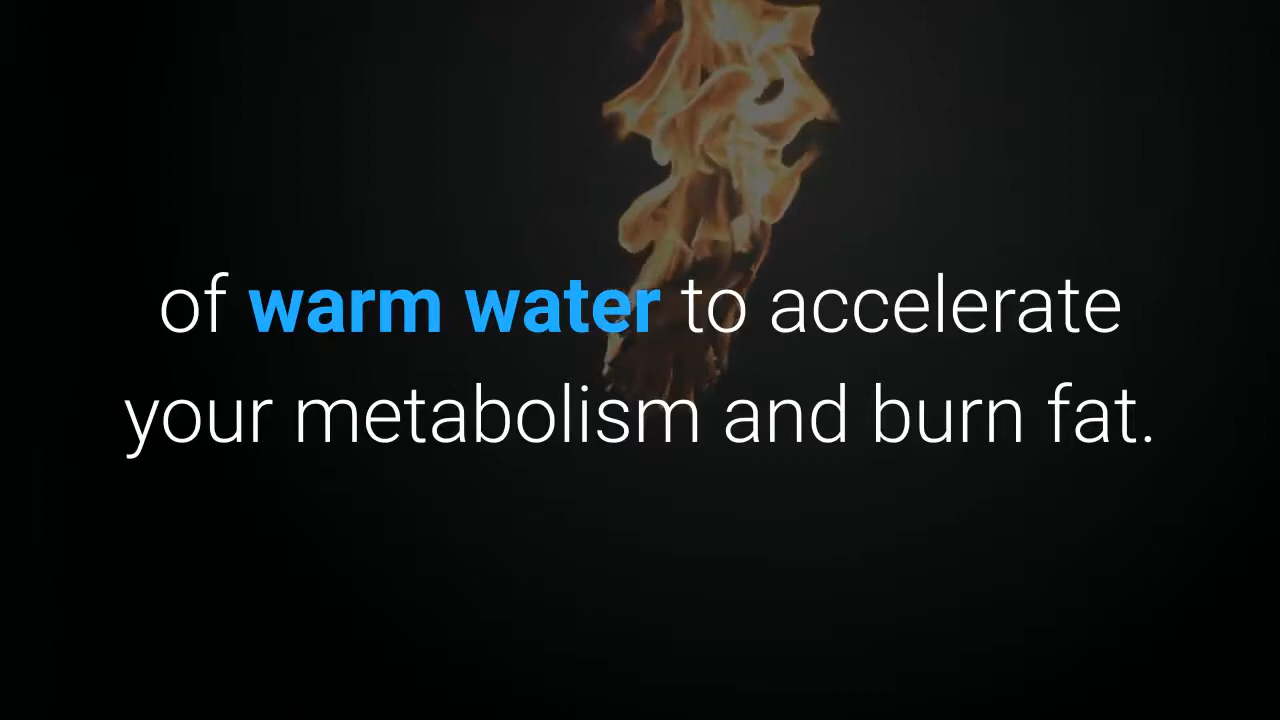 of warm water to accelerate
your metabolism and burn fat.